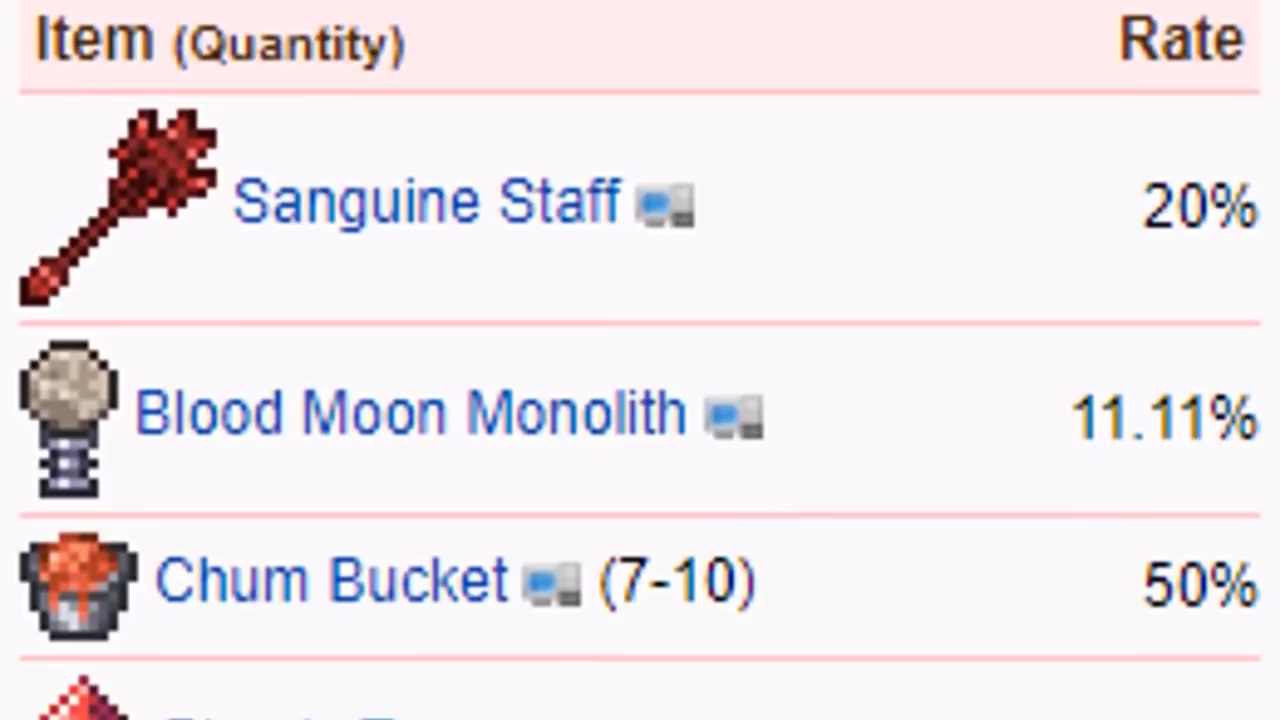 Item (Quantity) Rate
Sanguine Staff 20%
Blood Moon Monolith 11.11%
Chum Bucket (7-10) 50%